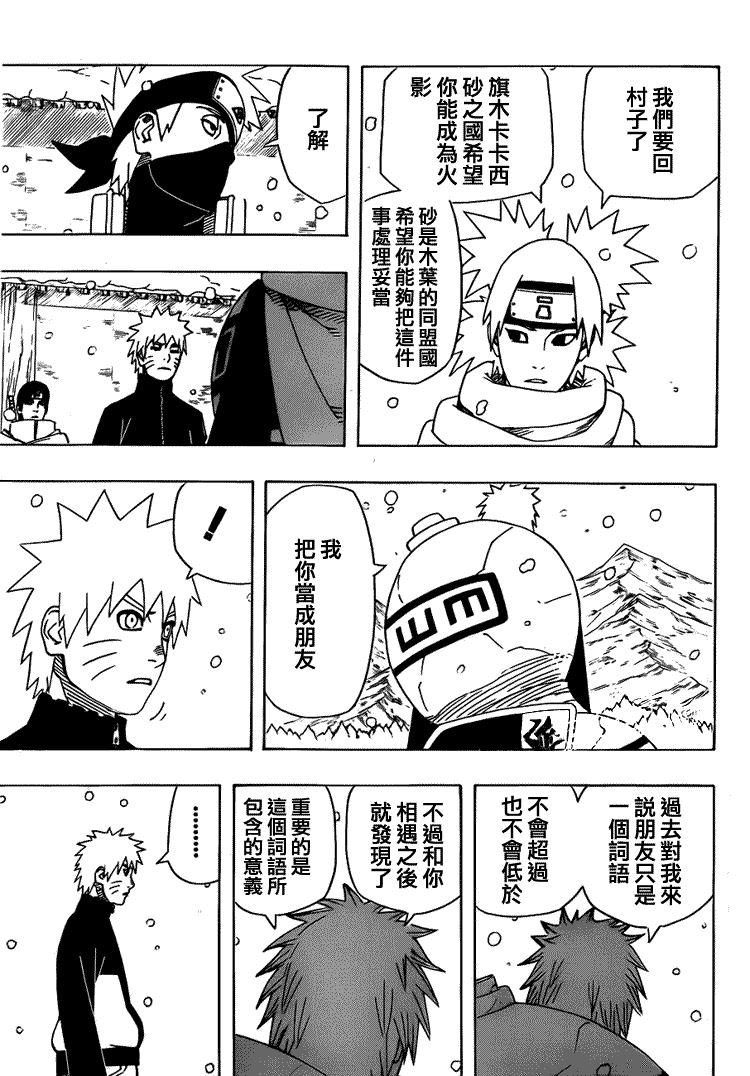 我們要回
村子了
旗木卡卡西
砂之國希望
你能成為火
影
砂是木葉的同盟國
希望你能夠把這件
事處理妥當
了解
我
把你當成朋友
！
過去對我來
説朋友只是
一個詞語
不會超過
也不會低於
不過和你
相遇之後
就發現了
重要的是
這個詞語所
包含的意義
………